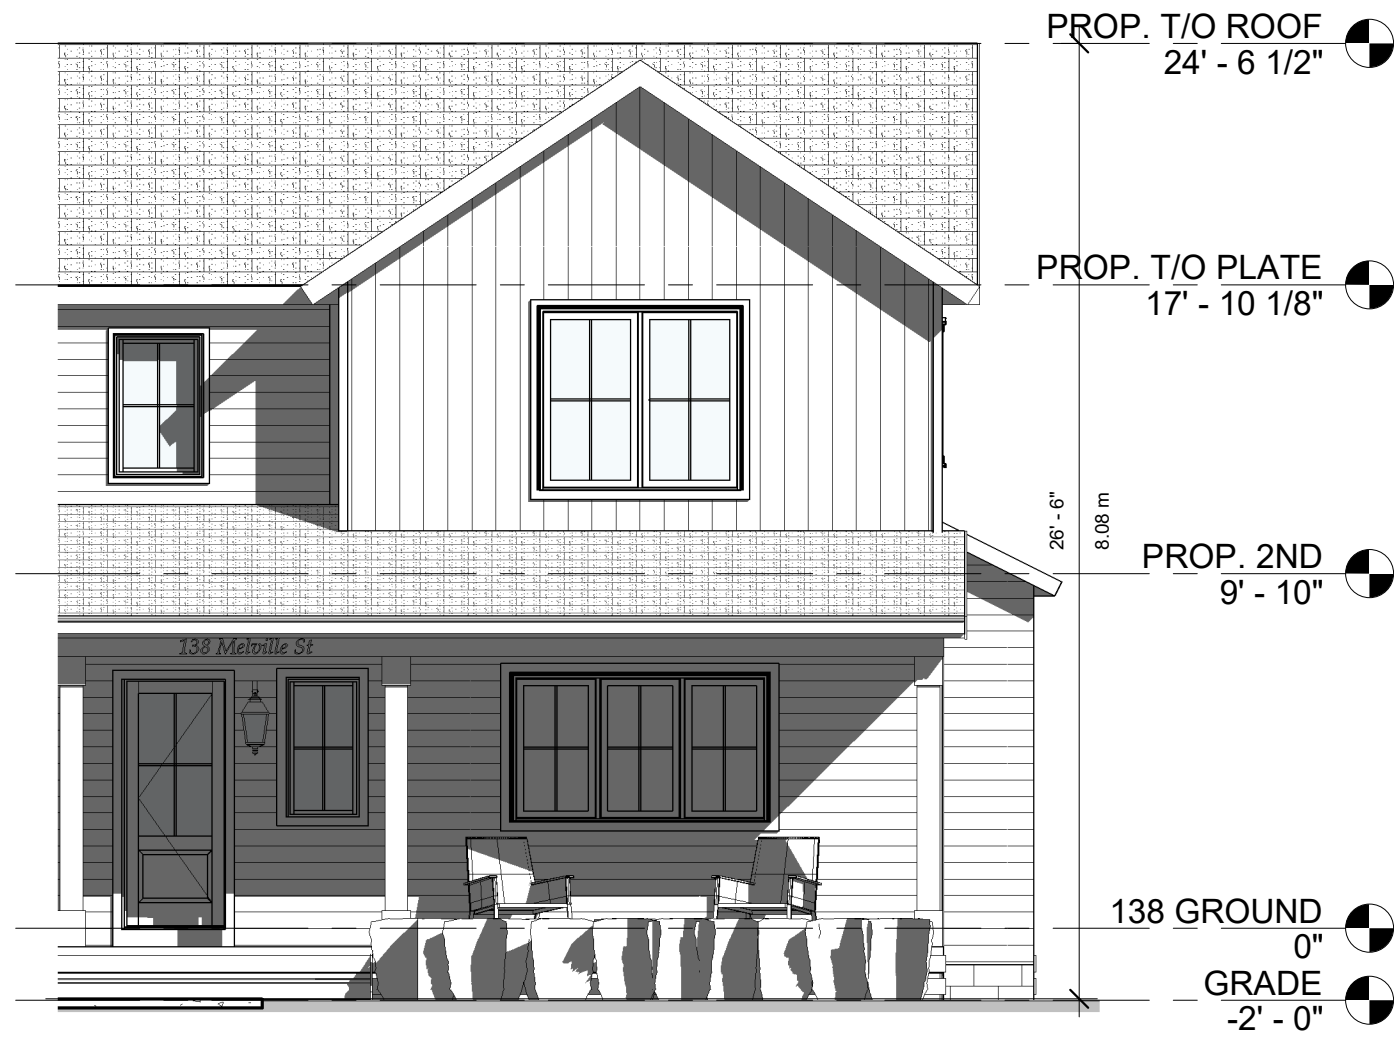 PROP. T/O ROOF
24' - 6 1/2"
PROP. T/O PLATE
17' - 10 1/8"
26' - 6"
8.08 m
PROP. 2ND
9' - 10"
138 Melville St
138 GROUND
0"
GRADE
-2' - 0"